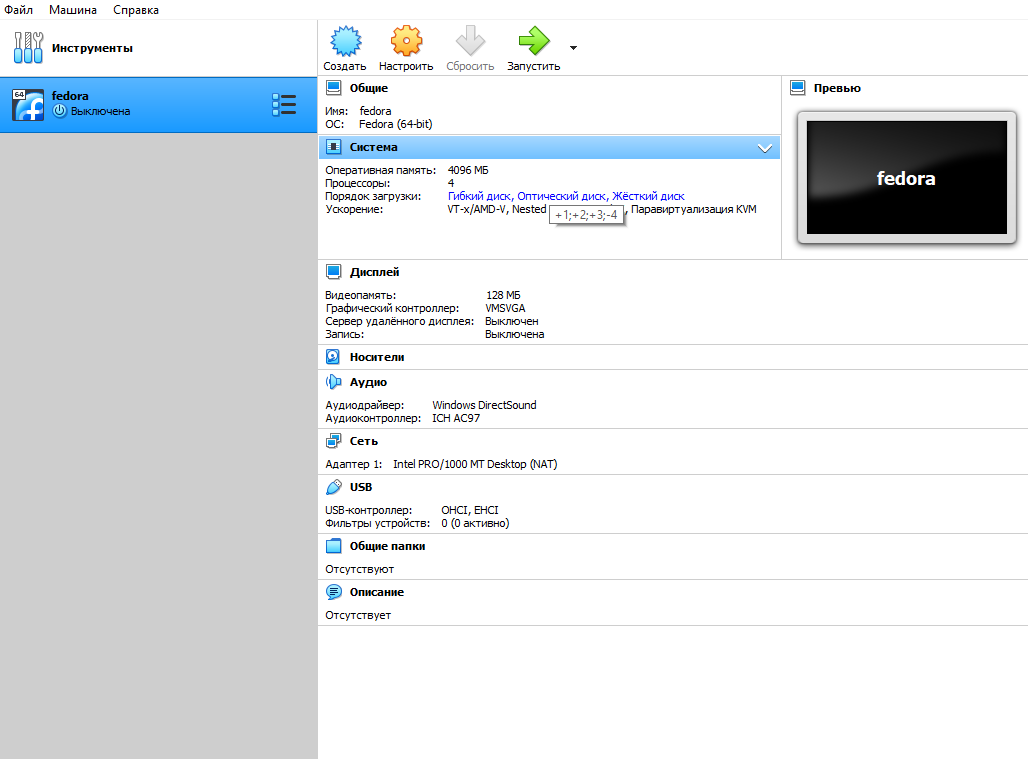 Файл Машина Справка
Инструменты
Создать Настроить Сбросить Запустить
64
fedora
Выключена
Общие
Имя: fedora
ОС: Fedora (64-bit)
Система
Оперативная память: 4096 МБ
Процессоры: 4
Порядок загрузки: Гибкий диск, Оптический диск, Жёсткий диск
Ускорение: VT-x/AMD-V, Nested , Паравиртуализация KVM
+1;+2;+3;-4
Превью
fedora
Дисплей
Видеопамять: 128 МБ
Графический контроллер: VMSVGA
Сервер удалённого дисплея: Выключен
Запись: Выключена
Носители
Аудио
Аудиодрайвер: Windows DirectSound
Аудиоконтроллер: ICH AC97
Сеть
Адаптер 1: Intel PRO/1000 MT Desktop (NAT)
USB
USB-контроллер: OHCI, EHCI
Фильтры устройств: 0 (0 активно)
Общие папки
Отсутствуют
Описание
Отсутствует